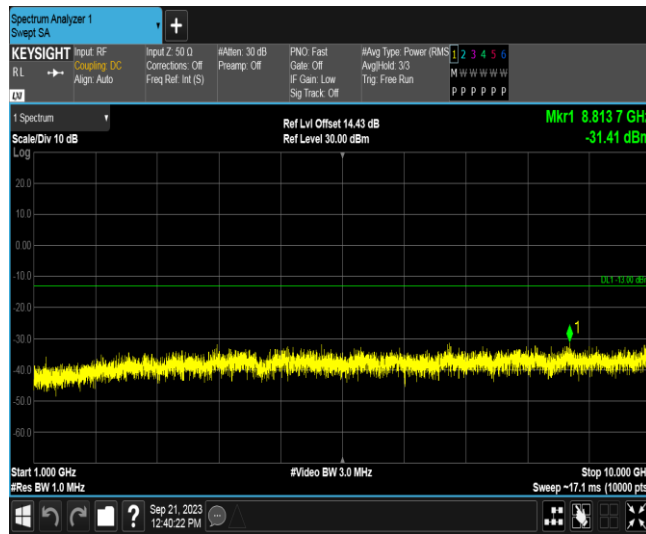 Spectrum Analyzer 1
Swept SA
KEYSIGHT
RL
LXI
Input: RF
Coupling: DC
Align: Auto
Input Z: 50 Ω
Corrections: Off
Freq Ref: Int (S)
#Atten: 30 dB
Preamp: Off
PNO: Fast
Gate: Off
IF Gain: Low
Sig Track: Off
#Avg Type: Power (RMS
Avg|Hold: 3/3
Trig: Free Run
1 2 3 4 5 6
M W W W W W
P P P P P P
1 Spectrum
Scale/Div 10 dB
Log
Ref Lvl Offset 14.43 dB
Ref Level 30.00 dBm
Mkr1 8.813 7 GHz
-31.41 dBm
20.0
10.0
0.00
-10.0
DL1 -13.00 dBm
-20.0
-30.0
1
-40.0
-50.0
-60.0
Start 1.000 GHz
#Res BW 1.0 MHz
#Video BW 3.0 MHz
Stop 10.000 GH
Sweep ~17.1 ms (10000 pts
?
Sep 21, 2023
12:40:22 PM